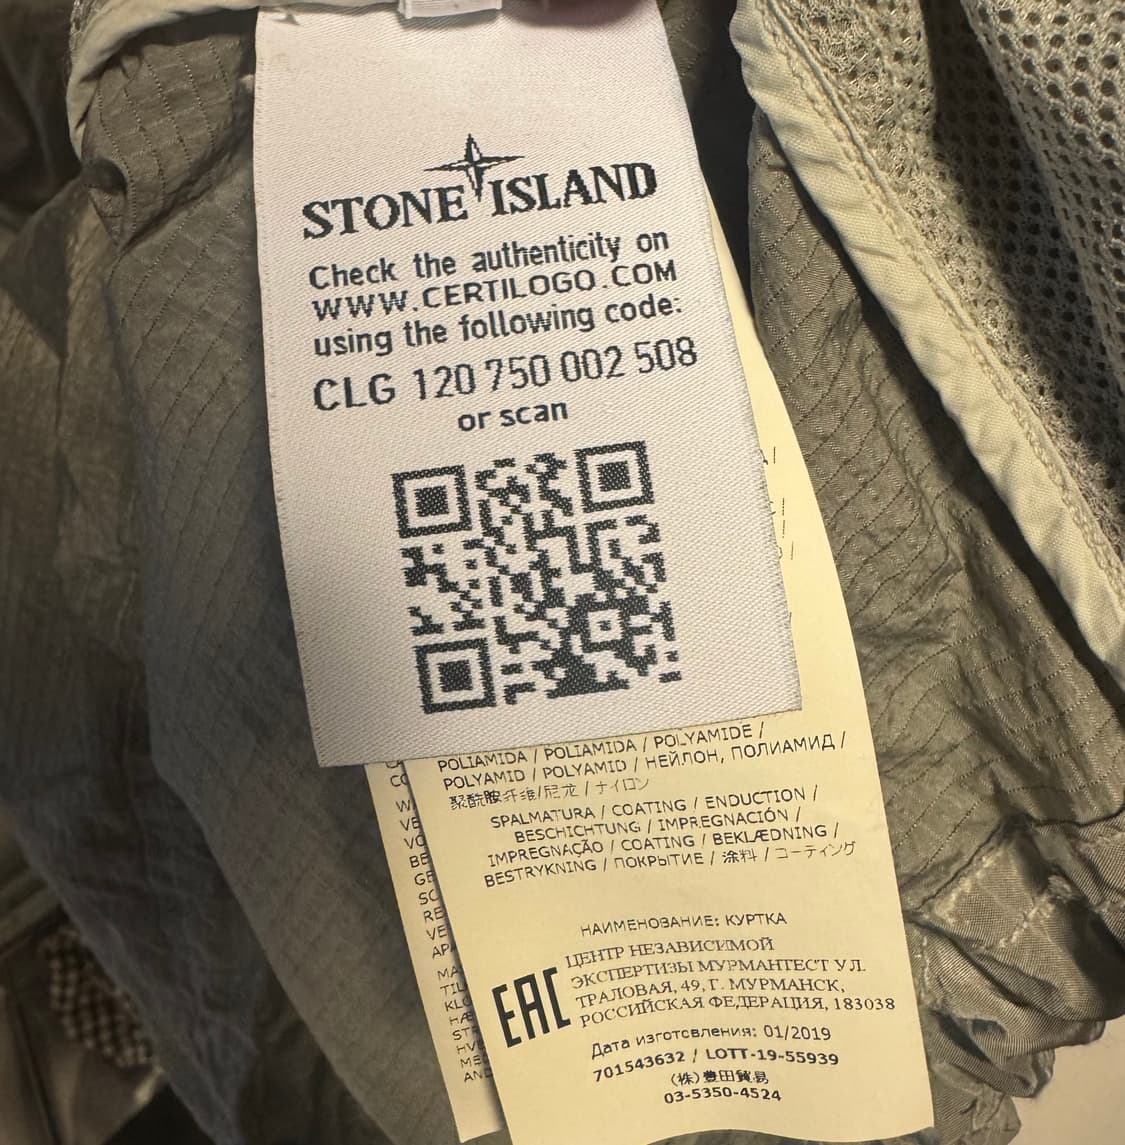 STONE ISLAND
Check the authenticity on
WWW.CERTILOGO.COM
using the following code:
CLG 120 750 002 508
or scan
POLIAMIDA / POLIAMIDA / POLYAMIDE /
POLYAMID / POLYAMID / НЕЙЛОН, ПОЛИАМИД /
聚酰胺纤维/尼龙 / ナイロン
SPALMATURA / COATING / ENDUCTION /
BESCHICHTUNG / IMPREGNACIÓN /
IMPREGNAÇÃO / COATING / BEKLÆDNING /
BESTRYKNING / ПОКРЫТИЕ / 涂料 / コーティング
НАИМЕНОВАНИЕ: КУРТКА
EAC
ЦЕНТР НЕЗАВИСИМОЙ
ЭКСПЕРТИЗЫ МУРМАНТЕСТ УЛ.
ТРАЛОВАЯ, 49, Г. МУРМАНСК,
РОССИЙСКАЯ ФЕДЕРАЦИЯ, 183038
Дата изготовления: 01/2019
701543632 / LOTT-19-55939
(株)豊田貿易
03-5350-4524